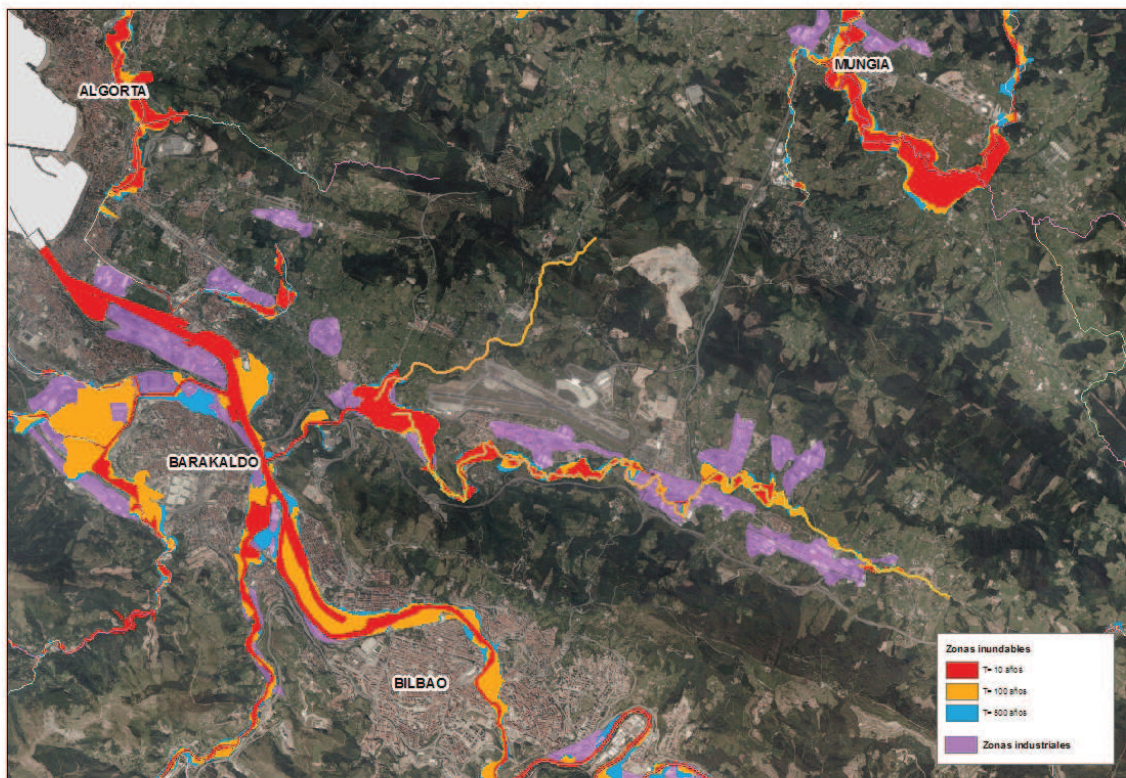 ALGORTA
MUNGIA
BARAKALDO
BILBAO
Zonas inundables
T= 10 años
T= 100 años
T= 500 años
Zonas industriales